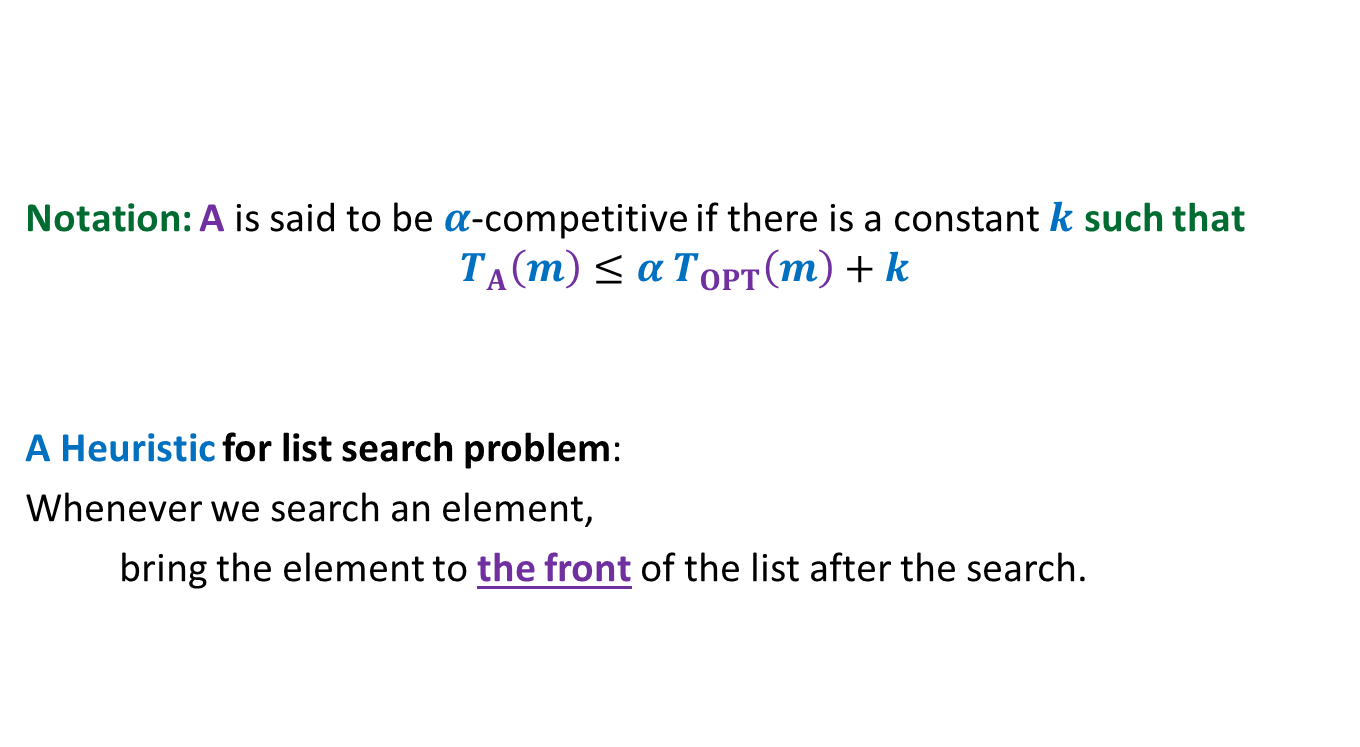 Notation: A is said to be α-competitive if there is a constant k such that
T_A(m) ≤ α T_OPT(m) + k
A Heuristic for list search problem:
Whenever we search an element,
bring the element to the front of the list after the search.